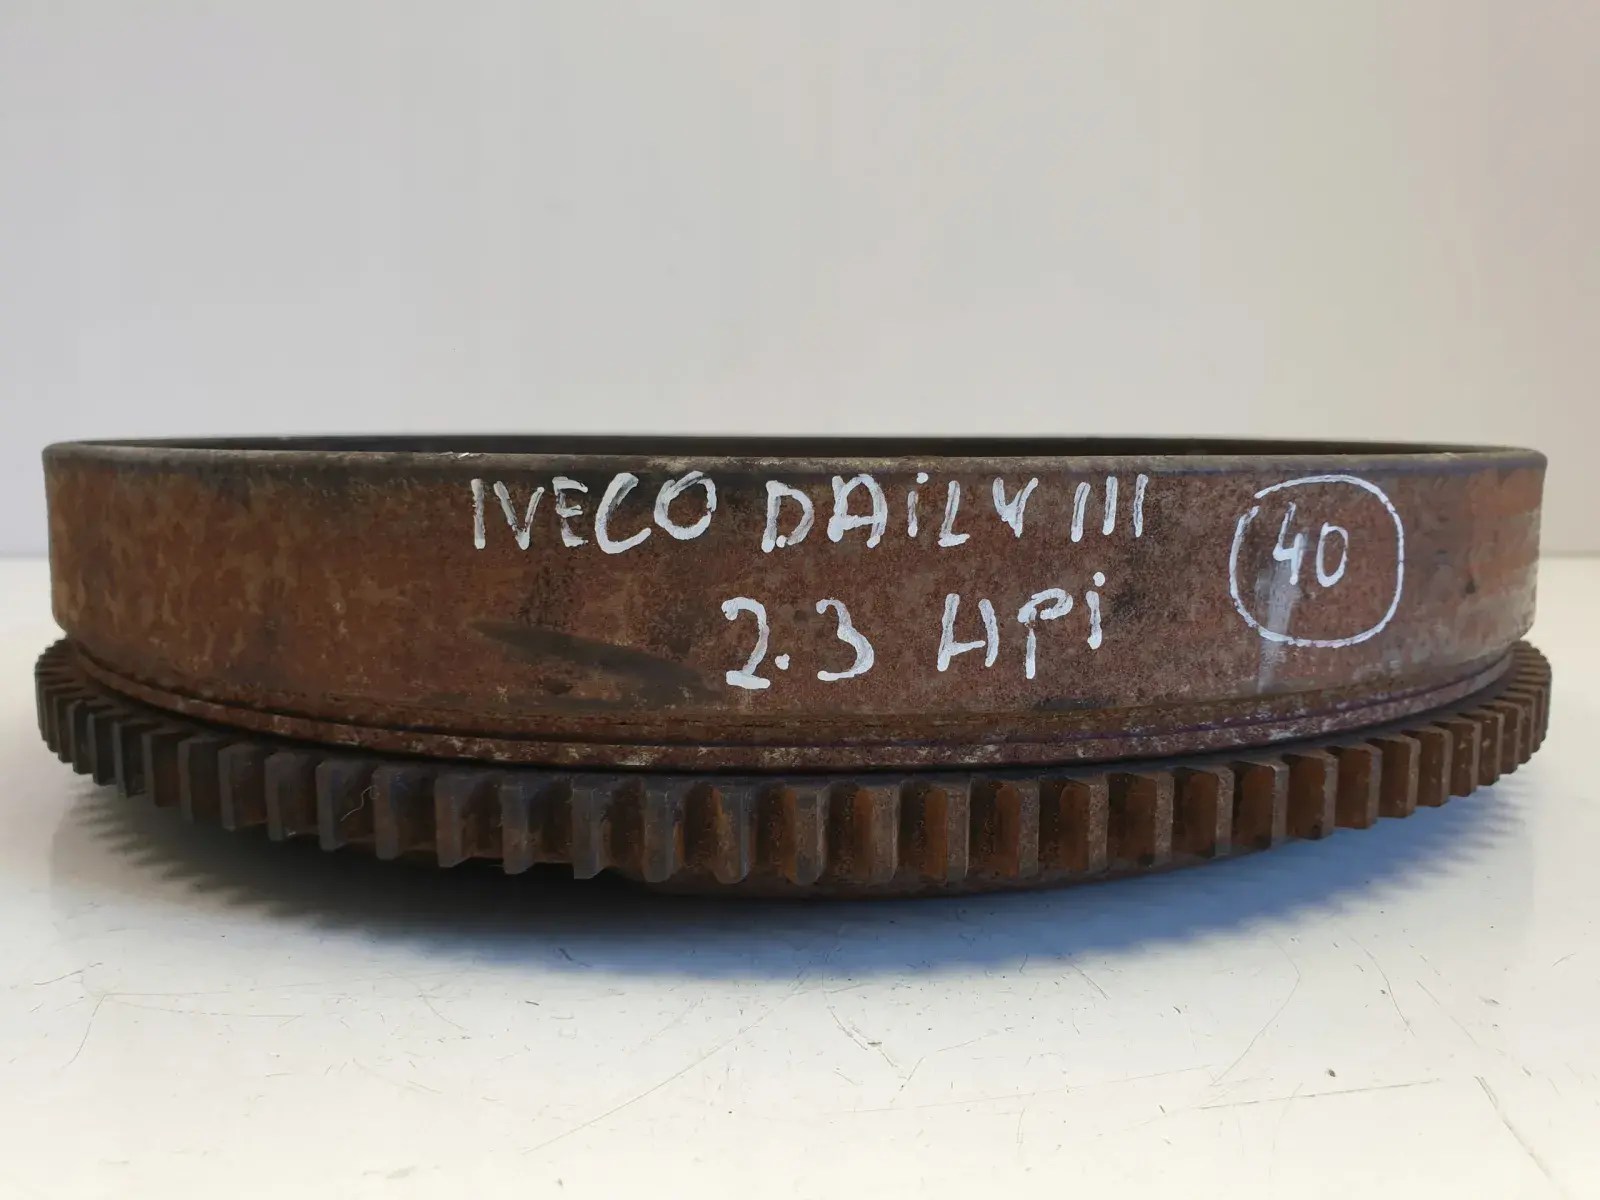 IVECO DAiLY III
2.3 HPi
40